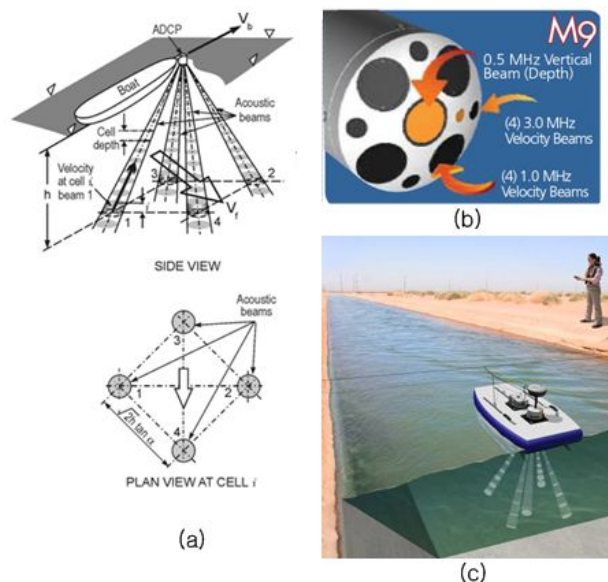 V_b
ADCP
Boat
Acoustic
beams
Cell
depth
Velocity
at cell i,
beam 1
h
3
2
1
4
V_f
SIDE VIEW
Acoustic
beams
3
1
2
4
√2h tan α
PLAN VIEW AT CELL i
(a)
M9
0.5 MHz Vertical
Beam (Depth)
(4) 3.0 MHz
Velocity Beams
(4) 1.0 MHz
Velocity Beams
(b)
(c)